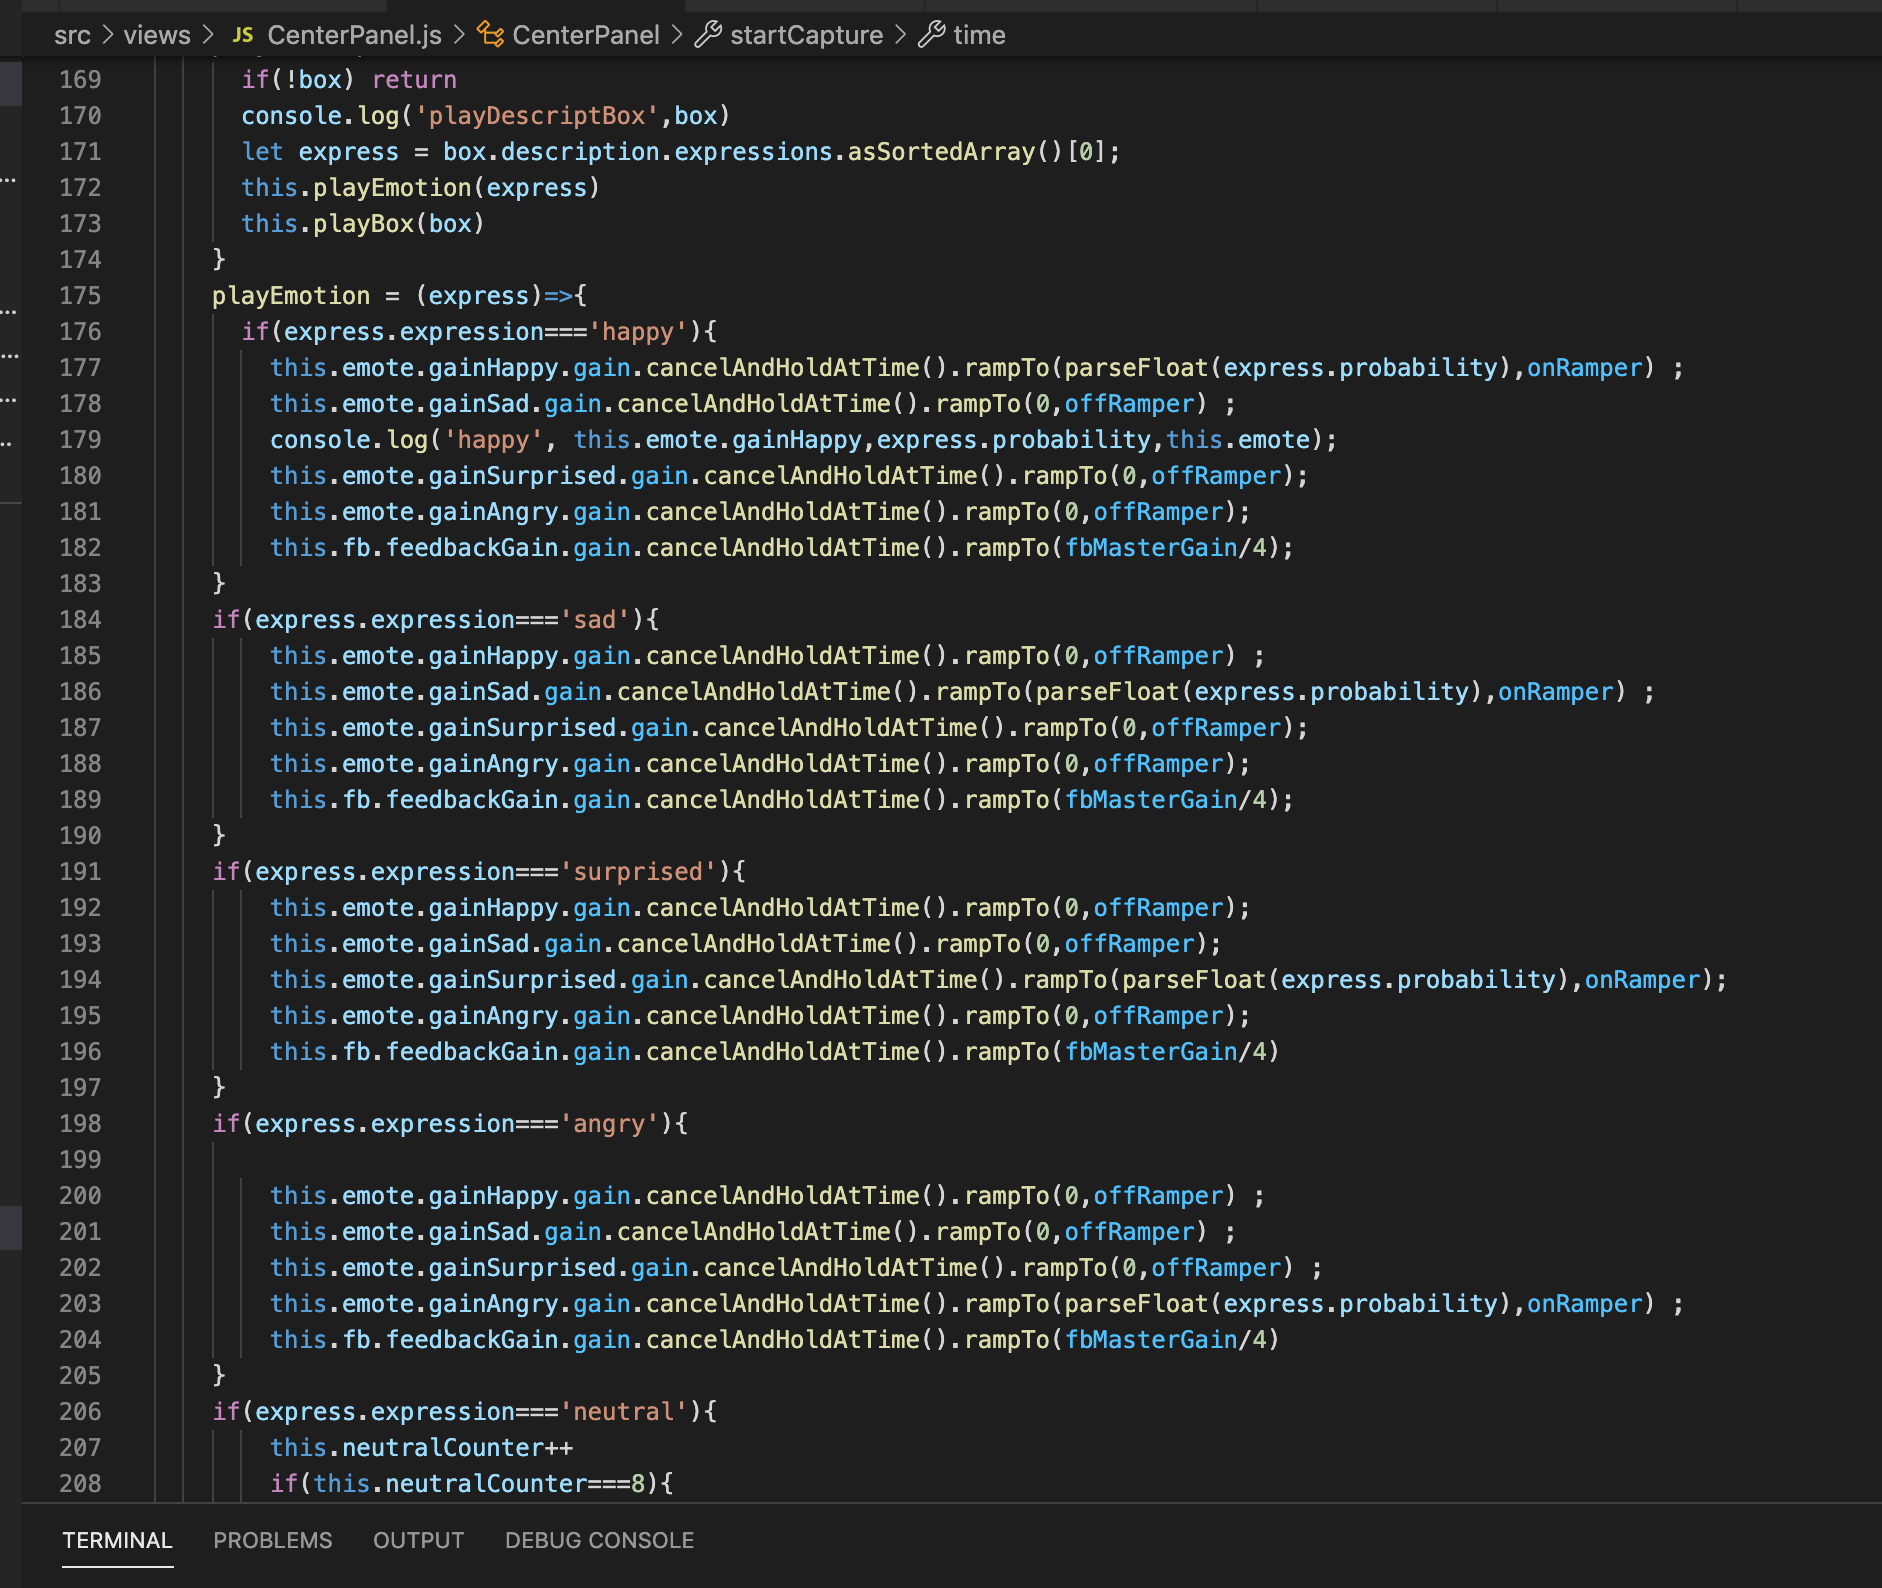 src > views > JS CenterPanel.js > CenterPanel > startCapture > time
169 if(!box) return
170 console.log('playDescriptBox',box)
171 let express = box.description.expressions.asSortedArray()[0];
172 this.playEmotion(express)
173 this.playBox(box)
174 }
175 playEmotion = (express)=>{
176 if(express.expression==='happy'){
177 this.emote.gainHappy.gain.cancelAndHoldAtTime().rampTo(parseFloat(express.probability),onRamper) ;
178 this.emote.gainSad.gain.cancelAndHoldAtTime().rampTo(0,offRamper) ;
179 console.log('happy', this.emote.gainHappy,express.probability,this.emote);
180 this.emote.gainSurprised.gain.cancelAndHoldAtTime().rampTo(0,offRamper);
181 this.emote.gainAngry.gain.cancelAndHoldAtTime().rampTo(0,offRamper);
182 this.fb.feedbackGain.gain.cancelAndHoldAtTime().rampTo(fbMasterGain/4);
183 }
184 if(express.expression==='sad'){
185 this.emote.gainHappy.gain.cancelAndHoldAtTime().rampTo(0,offRamper) ;
186 this.emote.gainSad.gain.cancelAndHoldAtTime().rampTo(parseFloat(express.probability),onRamper) ;
187 this.emote.gainSurprised.gain.cancelAndHoldAtTime().rampTo(0,offRamper);
188 this.emote.gainAngry.gain.cancelAndHoldAtTime().rampTo(0,offRamper);
189 this.fb.feedbackGain.gain.cancelAndHoldAtTime().rampTo(fbMasterGain/4);
190 }
191 if(express.expression==='surprised'){
192 this.emote.gainHappy.gain.cancelAndHoldAtTime().rampTo(0,offRamper);
193 this.emote.gainSad.gain.cancelAndHoldAtTime().rampTo(0,offRamper);
194 this.emote.gainSurprised.gain.cancelAndHoldAtTime().rampTo(parseFloat(express.probability),onRamper);
195 this.emote.gainAngry.gain.cancelAndHoldAtTime().rampTo(0,offRamper);
196 this.fb.feedbackGain.gain.cancelAndHoldAtTime().rampTo(fbMasterGain/4)
197 }
198 if(express.expression==='angry'){
199
200 this.emote.gainHappy.gain.cancelAndHoldAtTime().rampTo(0,offRamper) ;
201 this.emote.gainSad.gain.cancelAndHoldAtTime().rampTo(0,offRamper) ;
202 this.emote.gainSurprised.gain.cancelAndHoldAtTime().rampTo(0,offRamper) ;
203 this.emote.gainAngry.gain.cancelAndHoldAtTime().rampTo(parseFloat(express.probability),onRamper) ;
204 this.fb.feedbackGain.gain.cancelAndHoldAtTime().rampTo(fbMasterGain/4)
205 }
206 if(express.expression==='neutral'){
207 this.neutralCounter++
208 if(this.neutralCounter===8){
TERMINAL PROBLEMS OUTPUT DEBUG CONSOLE